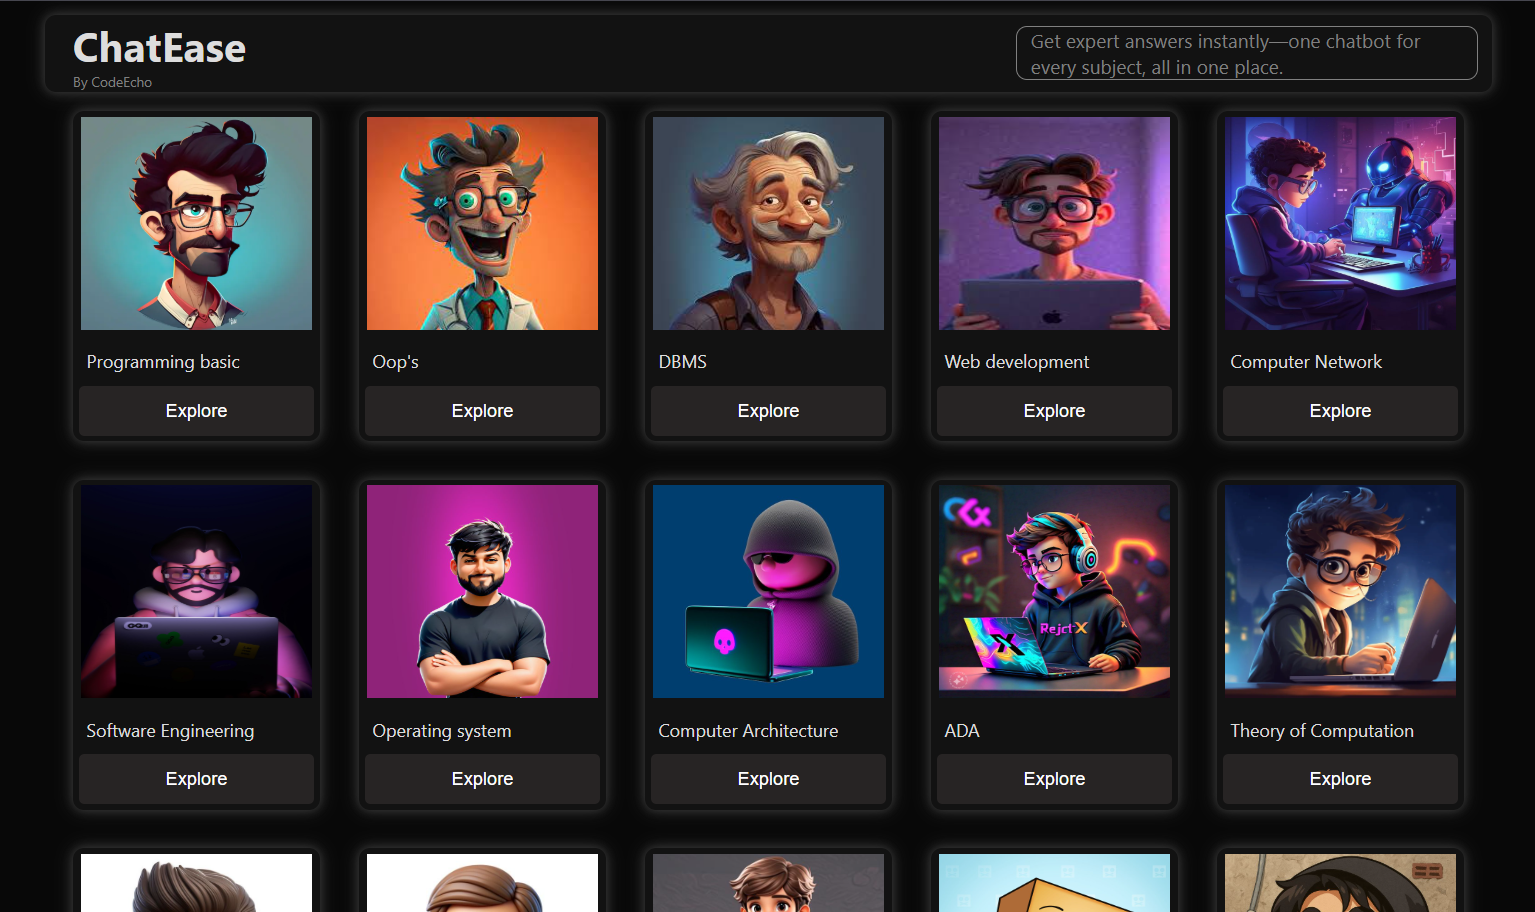 ChatEase
By CodeEcho
Get expert answers instantly—one chatbot for
every subject, all in one place.
Programming basic
Oop's
DBMS
Web development
Computer Network
Explore
Explore
Explore
Explore
Explore
Rejct-X
X
Software Engineering
Operating system
Computer Architecture
ADA
Theory of Computation
Explore
Explore
Explore
Explore
Explore